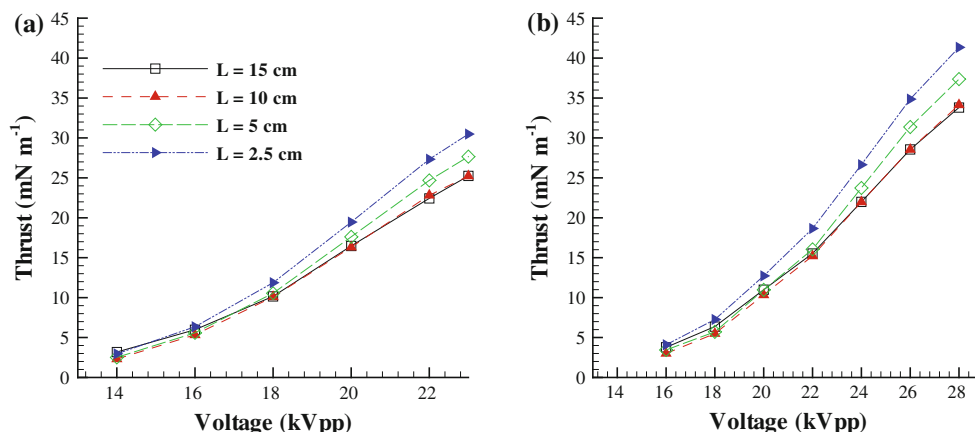 (a)
45
40
35
30
25
20
15
10
5
0
Thrust (mN m-1)
L = 15 cm
L = 10 cm
L = 5 cm
L = 2.5 cm
14 16 18 20 22
Voltage (kVpp)
(b)
45
40
35
30
25
20
15
10
5
0
Thrust (mN m-1)
14 16 18 20 22 24 26 28
Voltage (kVpp)